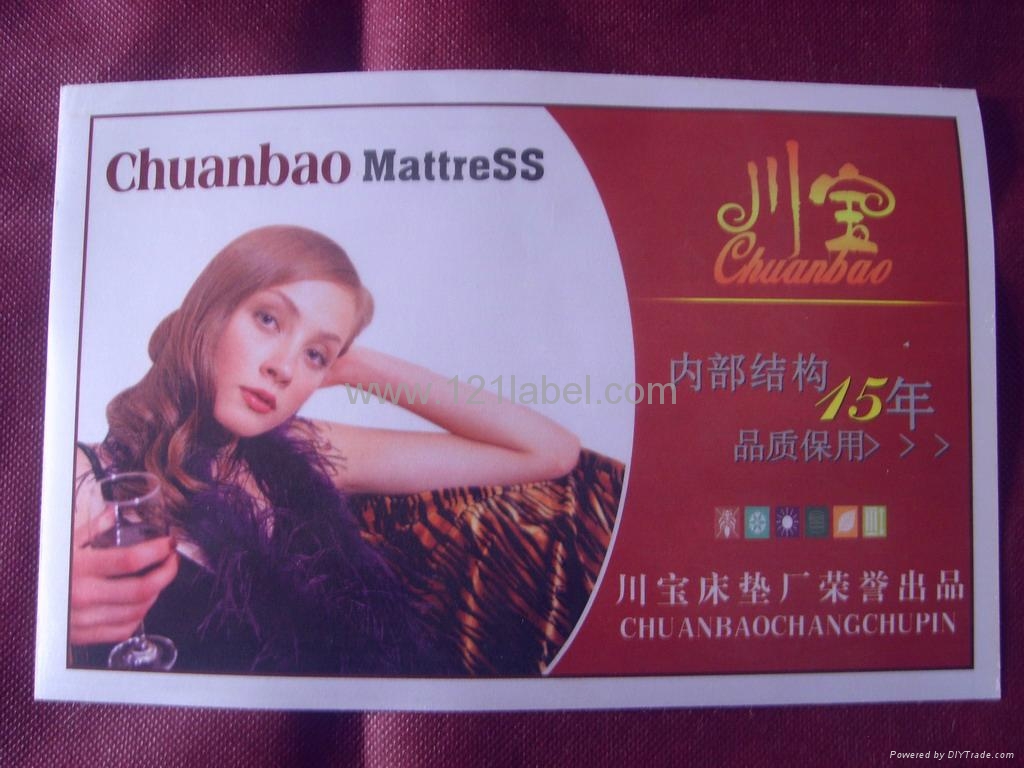 Chuanbao MattreSS
川宝
Chuanbao
www.121label.com
内部结构 15年
品质保用> > >
川宝床垫厂荣誉出品
CHUANBAOCHANGCHUPIN
Powered by DIYTrade.com